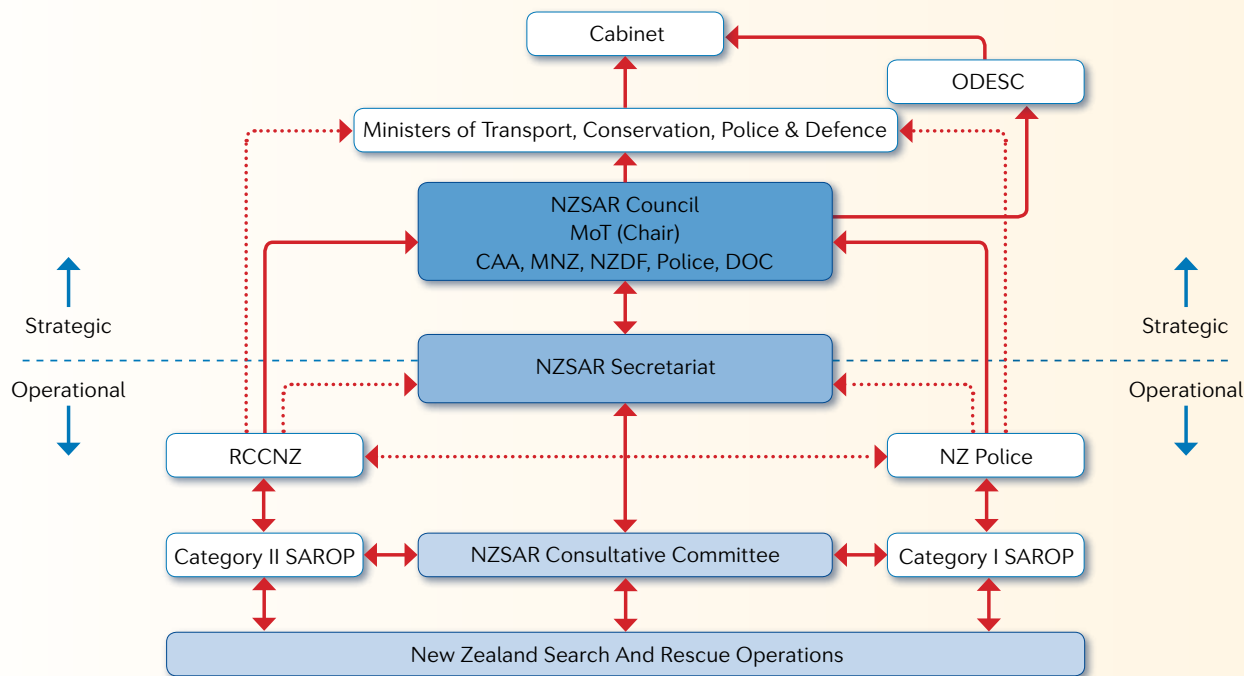 Cabinet
ODESC
Ministers of Transport, Conservation, Police & Defence
NZSAR Council
MoT (Chair)
CAA, MNZ, NZDF, Police, DOC
Strategic
Strategic
NZSAR Secretariat
Operational
Operational
RCCNZ
NZ Police
Category II SAROP
NZSAR Consultative Committee
Category I SAROP
New Zealand Search And Rescue Operations